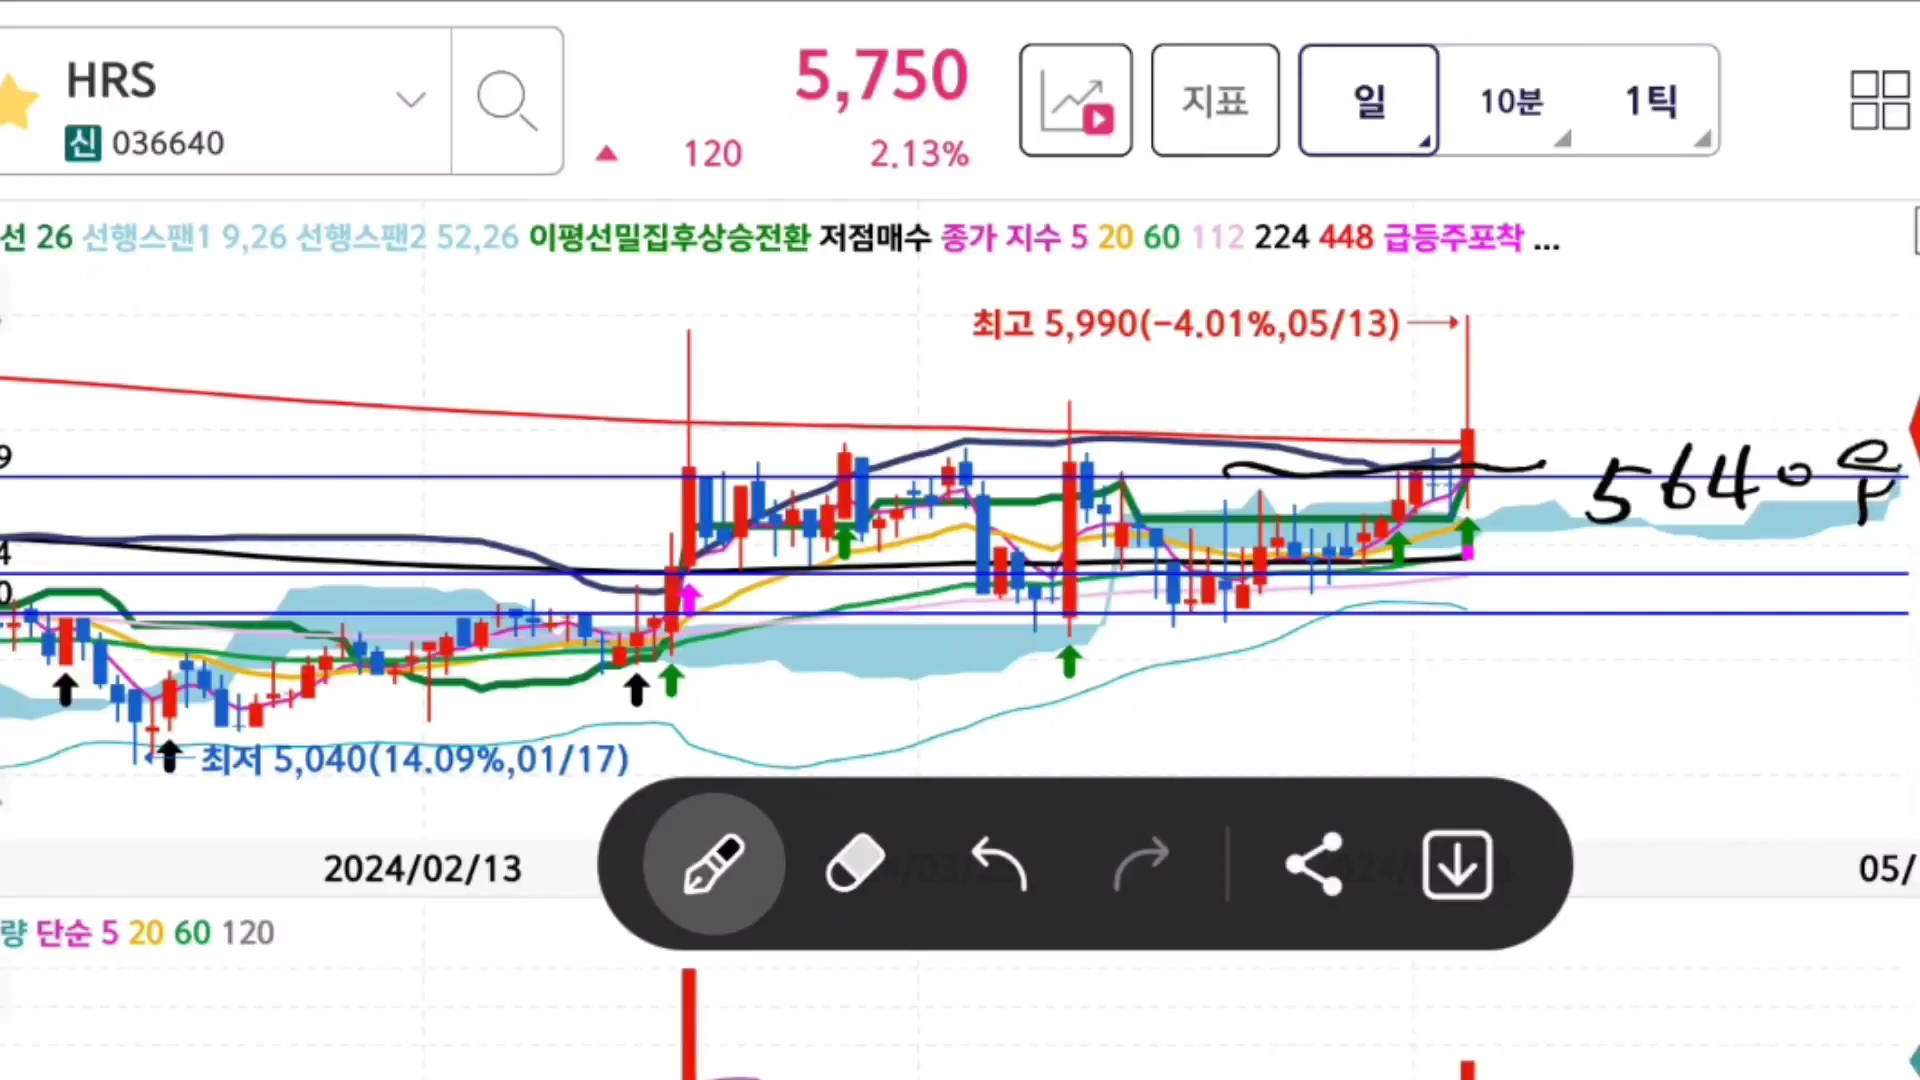 HRS
신 036640
5,750
120 2.13%
지표
일 10분 1틱
선 26 선행스팬1 9,26 선행스팬2 52,26 이평선밀집후상승전환 저점매수 종가 지수 5 20 60 112 224 448 급등주포착 ...
최고 5,990(-4.01%,05/13)
9
5640원
4
0
최저 5,040(14.09%,01/17)
2024/02/13
05/
량 단순 5 20 60 120